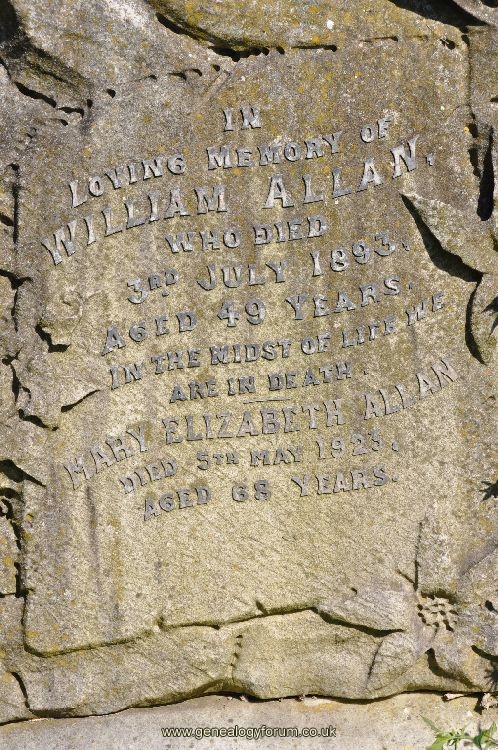 IN
LOVING MEMORY OF
WILLIAM ALLAN,
WHO DIED
3RD JULY 1893.
AGED 49 YEARS.
IN THE MIDST OF LIFE WE
ARE IN DEATH.
MARY ELIZABETH ALLAN
DIED 5TH MAY 1923,
AGED 68 YEARS.
www.genealogyforum.co.uk